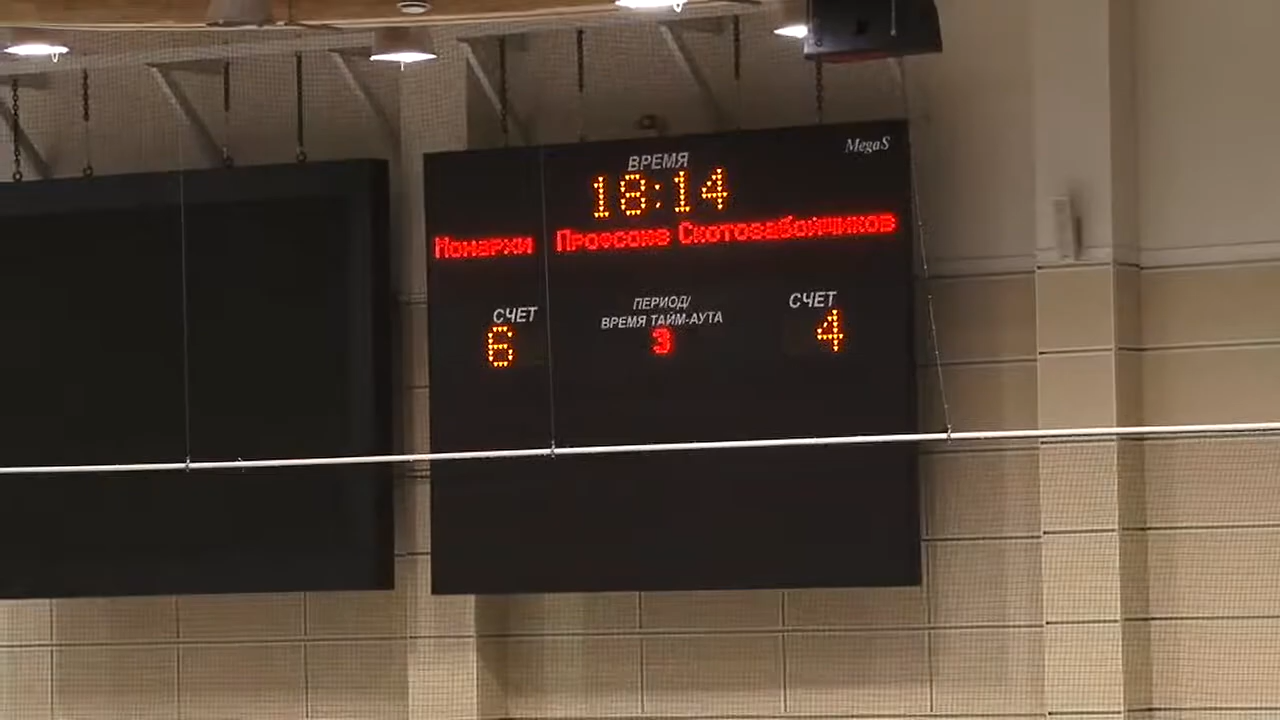 MegaS
ВРЕМЯ
18:14
Монархи Профсоюз Скотозабойщиков
СЧЕТ ПЕРИОД/ СЧЕТ
ВРЕМЯ ТАЙМ-АУТА
6 3 4